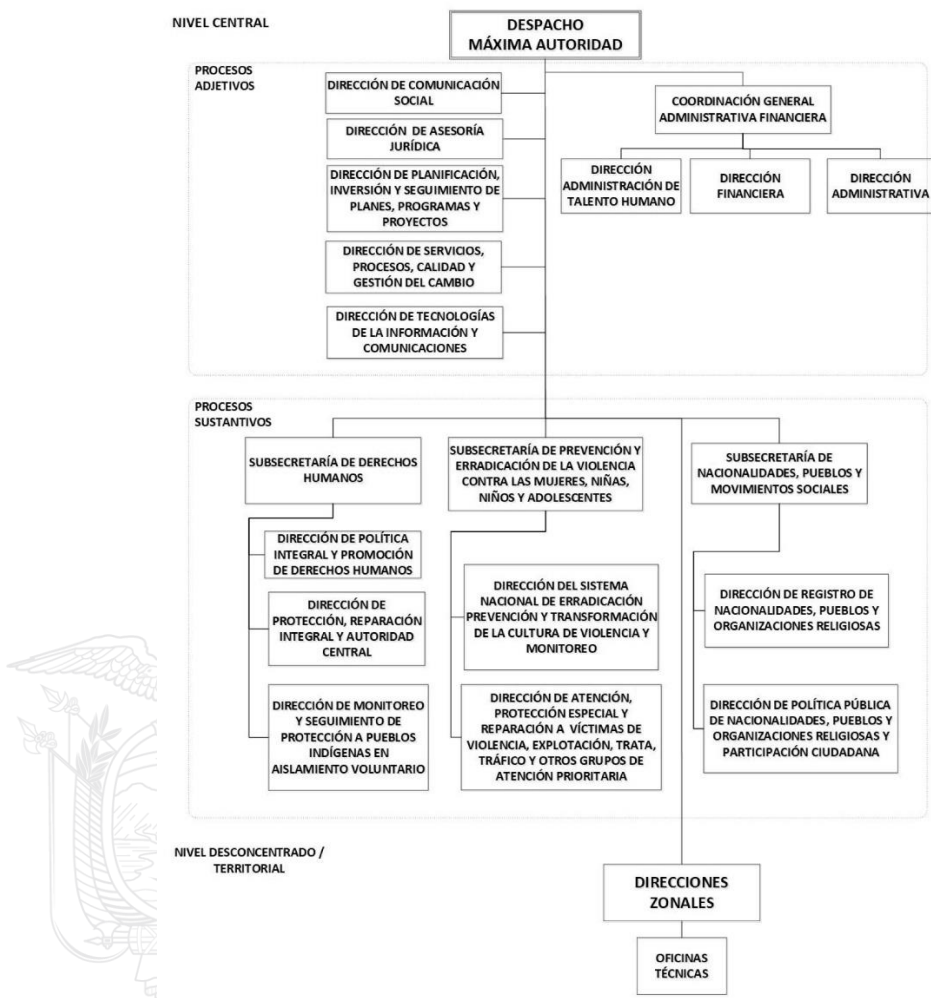 NIVEL CENTRAL
DESPACHO
MÁXIMA AUTORIDAD
PROCESOS
ADJETIVOS
DIRECCIÓN DE COMUNICACIÓN
SOCIAL
DIRECCIÓN DE ASESORÍA
JURÍDICA
DIRECCIÓN DE PLANIFICACIÓN,
INVERSIÓN Y SEGUIMIENTO DE
PLANES, PROGRAMAS Y
PROYECTOS
DIRECCIÓN DE SERVICIOS,
PROCESOS, CALIDAD Y
GESTIÓN DEL CAMBIO
DIRECCIÓN DE TECNOLOGÍAS
DE LA INFORMACIÓN Y
COMUNICACIONES
COORDINACIÓN GENERAL
ADMINISTRATIVA FINANCIERA
DIRECCIÓN
ADMINISTRACIÓN DE
TALENTO HUMANO
DIRECCIÓN
FINANCIERA
DIRECCIÓN
ADMINISTRATIVA
PROCESOS
SUSTANTIVOS
SUBSECRETARÍA DE DERECHOS
HUMANOS
DIRECCIÓN DE POLÍTICA
INTEGRAL Y PROMOCIÓN
DE DERECHOS HUMANOS
DIRECCIÓN DE
PROTECCIÓN, REPARACIÓN
INTEGRAL Y AUTORIDAD
CENTRAL
DIRECCIÓN DE MONITOREO
Y SEGUIMIENTO DE
PROTECCIÓN A PUEBLOS
INDÍGENAS EN
AISLAMIENTO VOLUNTARIO
SUBSECRETARÍA DE PREVENCIÓN Y
ERRADICACIÓN DE LA VIOLENCIA
CONTRA LAS MUJERES, NIÑAS,
NIÑOS Y ADOLESCENTES
DIRECCIÓN DEL SISTEMA
NACIONAL DE ERRADICACIÓN
PREVENCIÓN Y TRANSFORMACIÓN
DE LA CULTURA DE VIOLENCIA Y
MONITOREO
DIRECCIÓN DE ATENCIÓN,
PROTECCIÓN ESPECIAL Y
REPARACIÓN A VÍCTIMAS DE
VIOLENCIA, EXPLOTACIÓN, TRATA,
TRÁFICO Y OTROS GRUPOS DE
ATENCIÓN PRIORITARIA
SUBSECRETARÍA DE
NACIONALIDADES, PUEBLOS Y
MOVIMIENTOS SOCIALES
DIRECCIÓN DE REGISTRO DE
NACIONALIDADES, PUEBLOS Y
ORGANIZACIONES RELIGIOSAS
DIRECCIÓN DE POLÍTICA PÚBLICA
DE NACIONALIDADES, PUEBLOS Y
ORGANIZACIONES RELIGIOSAS Y
PARTICIPACIÓN CIUDADANA
NIVEL DESCONCENTRADO /
TERRITORIAL
DIRECCIONES
ZONALES
OFICINAS
TÉCNICAS